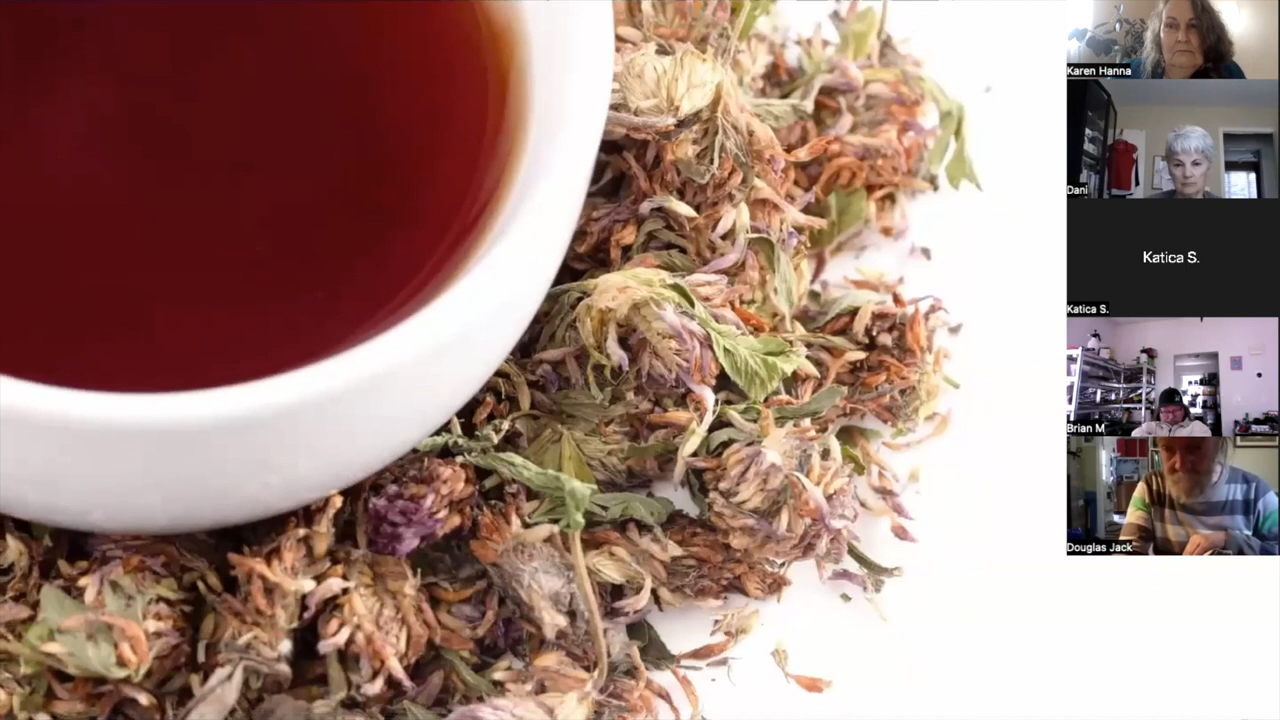 Karen Hanna
Dani
Katica S.
Katica S.
Brian M
Douglas Jack